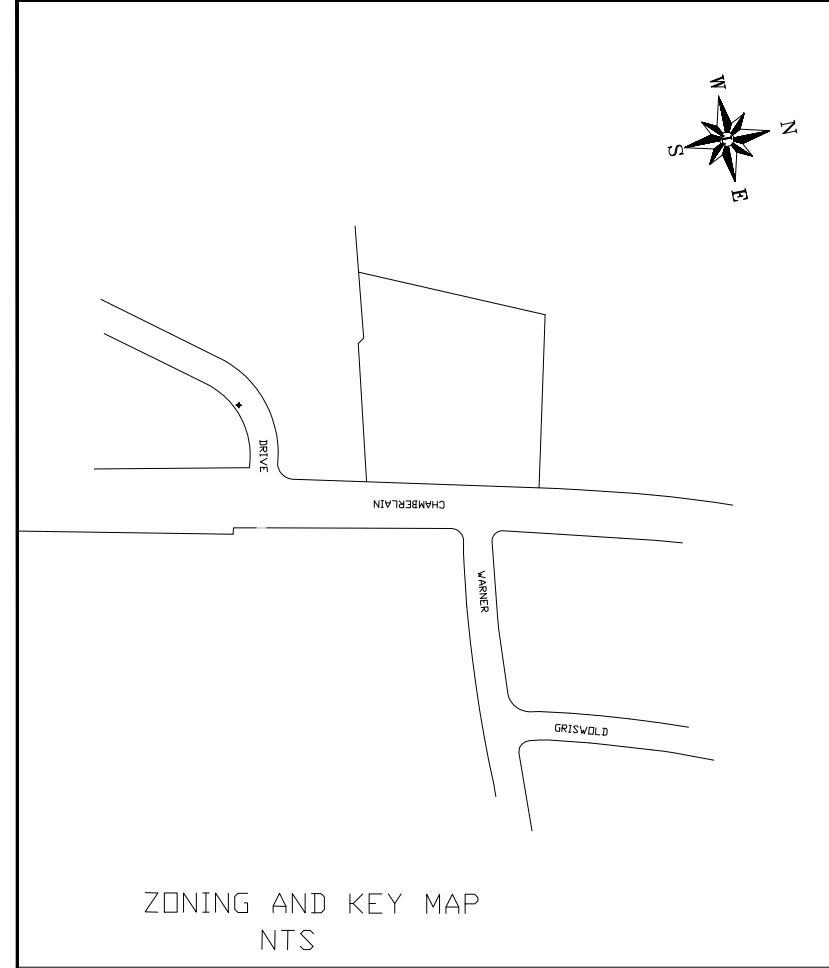 W
N
S
E
DRIVE
CHAMBERLAIN
WARNER
GRISWOLD
ZONING AND KEY MAP
NTS